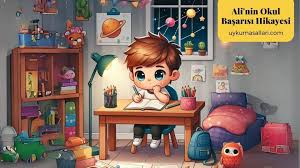 Ali'nin Okul
Başarısı Hikayesi
uykumasallari.com